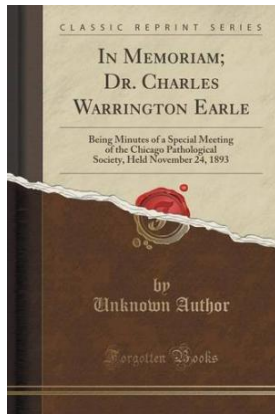 CLASSIC REPRINT SERIES
IN MEMORIAM;
DR. CHARLES
WARRINGTON EARLE
Being Minutes of a Special Meeting
of the Chicago Pathological
Society, Held November 24, 1893
by
Unknown Author
Forgotten Books